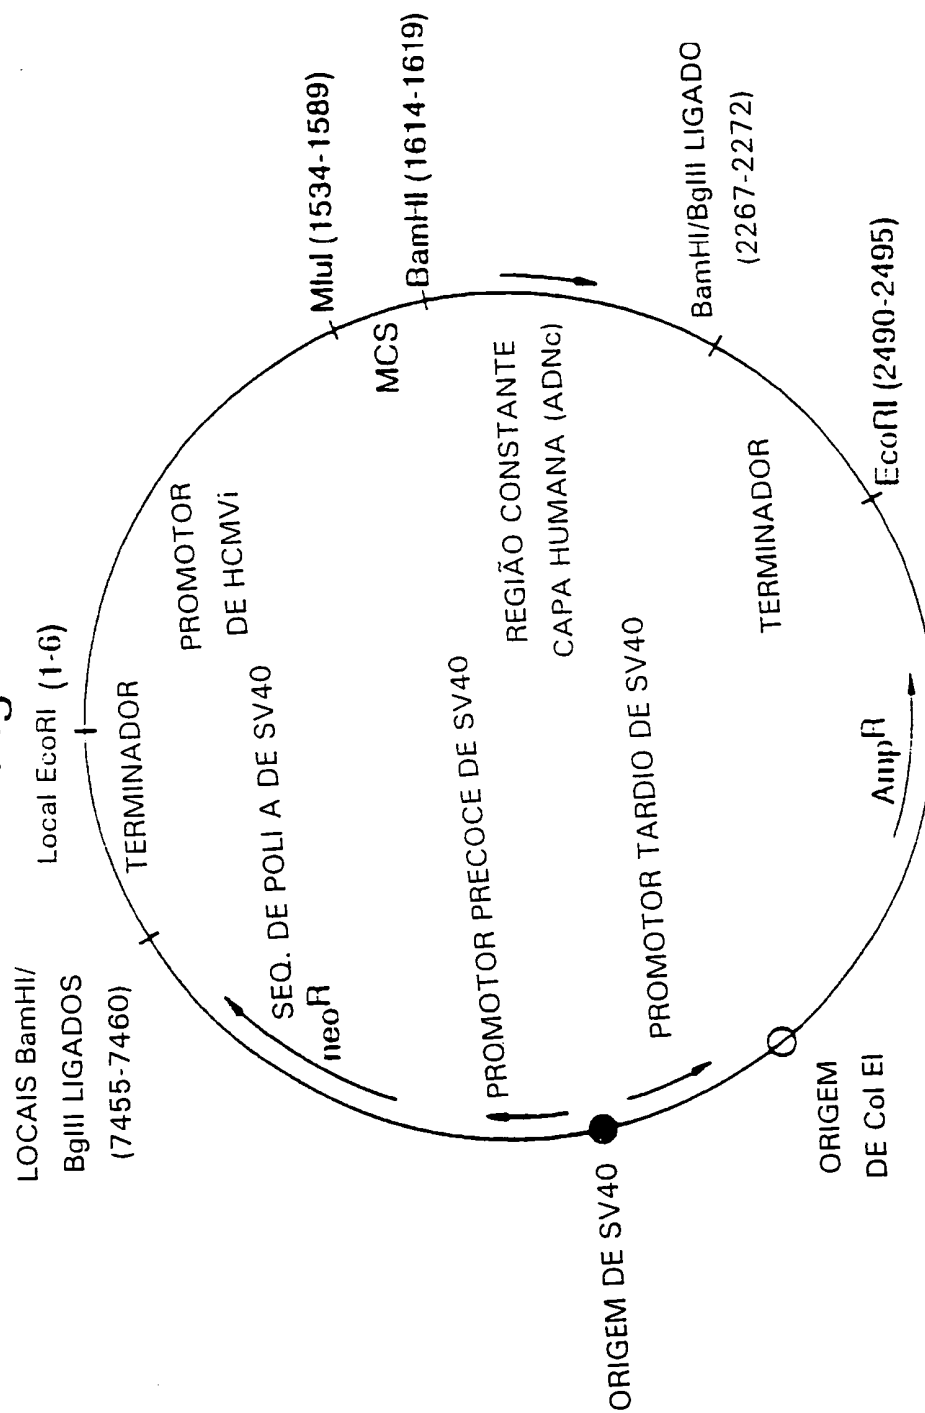 Local EcoRI (1-6)
LOCAIS BamHI/
BglII LIGADOS
(7455-7460)
TERMINADOR
PROMOTOR
DE HCMVi
MluI (1534-1589)
MCS
BamHI (1614-1619)
SEQ. DE POLI A DE SV40
neoR
PROMOTOR PRECOCE DE SV40
REGIÃO CONSTANTE
CAPA HUMANA (ADNc)
BamHI/BglII LIGADO
(2267-2272)
PROMOTOR TARDIO DE SV40
TERMINADOR
EcoRI (2490-2495)
ORIGEM DE SV40
ORIGEM
DE Col EI
AmpR